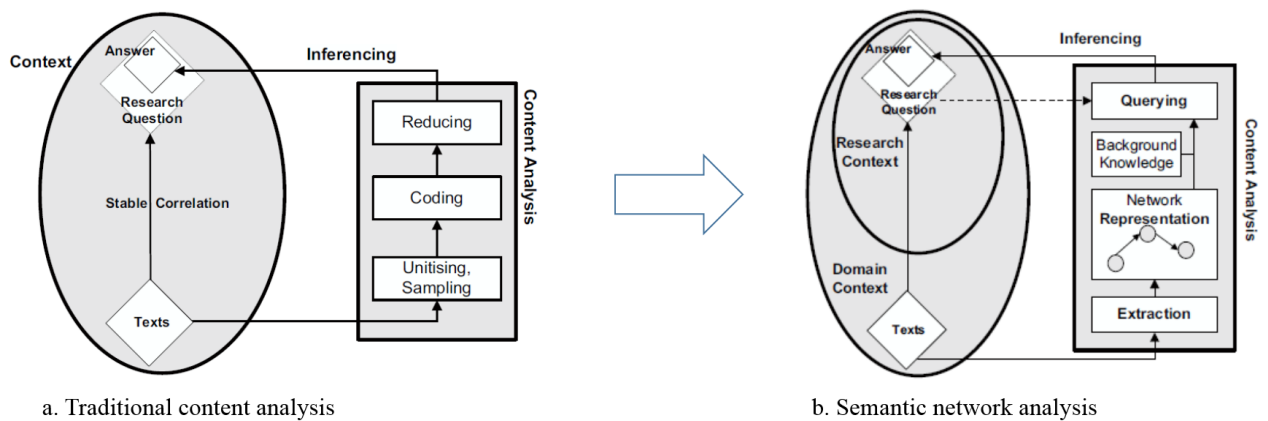 Context
Answer
Research
Question
Stable Correlation
Texts
Inferencing
Reducing
Coding
Unitising,
Sampling
Content Analysis
a. Traditional content analysis
Answer
Research
Question
Research
Context
Domain
Context
Texts
Inferencing
Querying
Background
Knowledge
Network
Representation
Extraction
Content Analysis
b. Semantic network analysis